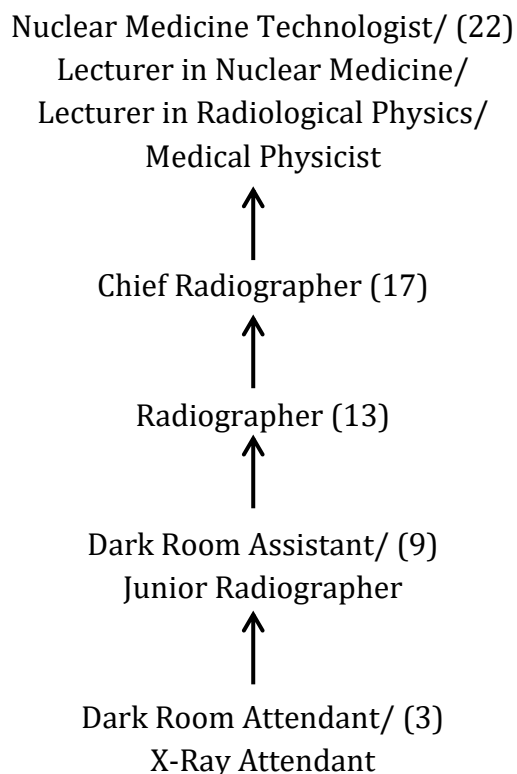 Nuclear Medicine Technologist/ (22)
Lecturer in Nuclear Medicine/
Lecturer in Radiological Physics/
Medical Physicist
Chief Radiographer (17)
Radiographer (13)
Dark Room Assistant/ (9)
Junior Radiographer
Dark Room Attendant/ (3)
X-Ray Attendant